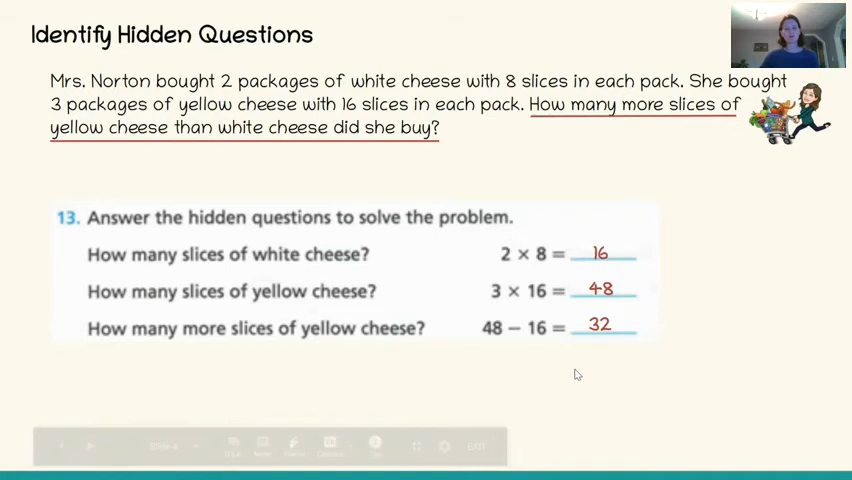 Identify Hidden Questions
Mrs. Norton bought 2 packages of white cheese with 8 slices in each pack. She bought
3 packages of yellow cheese with 16 slices in each pack. How many more slices of
yellow cheese than white cheese did she buy?
13. Answer the hidden questions to solve the problem.
How many slices of white cheese? 2 × 8 = 16
How many slices of yellow cheese? 3 × 16 = 48
How many more slices of yellow cheese? 48 − 16 = 32
EXIT